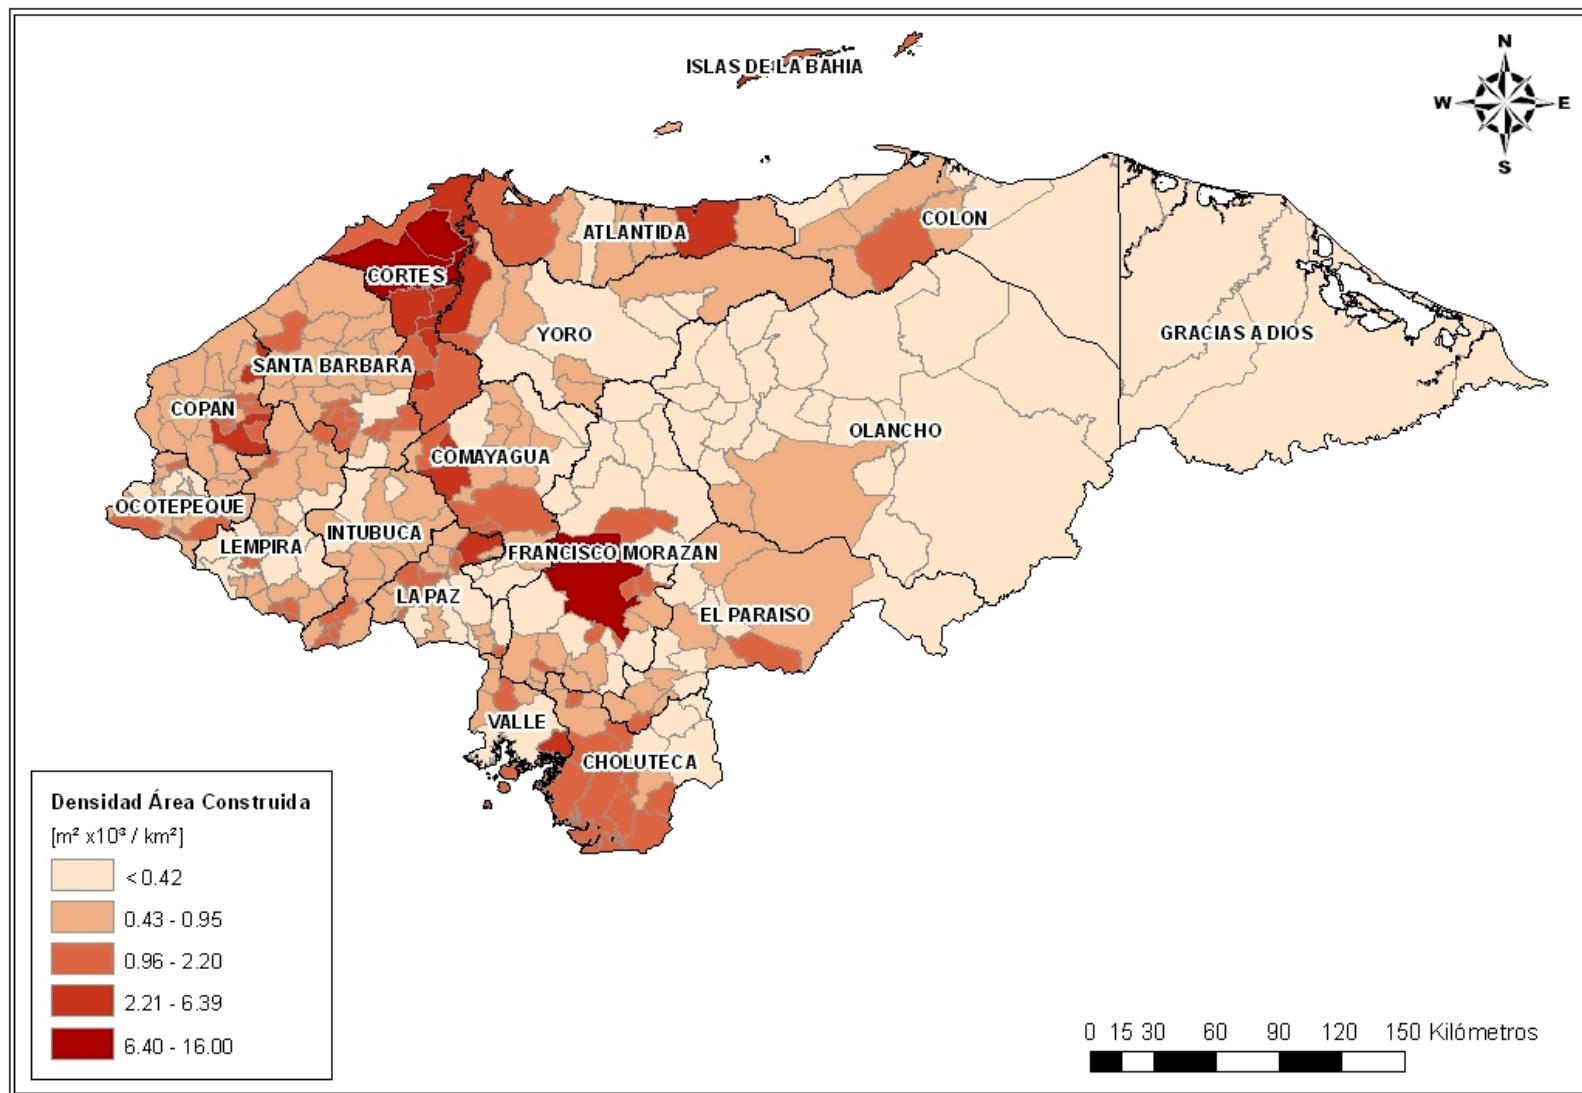 ISLAS DE LA BAHIA
N
W E
S
ATLANTIDA
COLON
CORTES
YORO
GRACIAS A DIOS
SANTA BARBARA
COPAN
OLANCHO
COMAYAGUA
OCOTEPEQUE
INTUBUCA
LEMPIRA
FRANCISCO MORAZAN
LA PAZ
EL PARAISO
VALLE
CHOLUTECA
Densidad Área Construida
[m² x10³ / km²]
< 0.42
0.43 - 0.95
0.96 - 2.20
2.21 - 6.39
6.40 - 16.00
0 15 30 60 90 120 150 Kilómetros